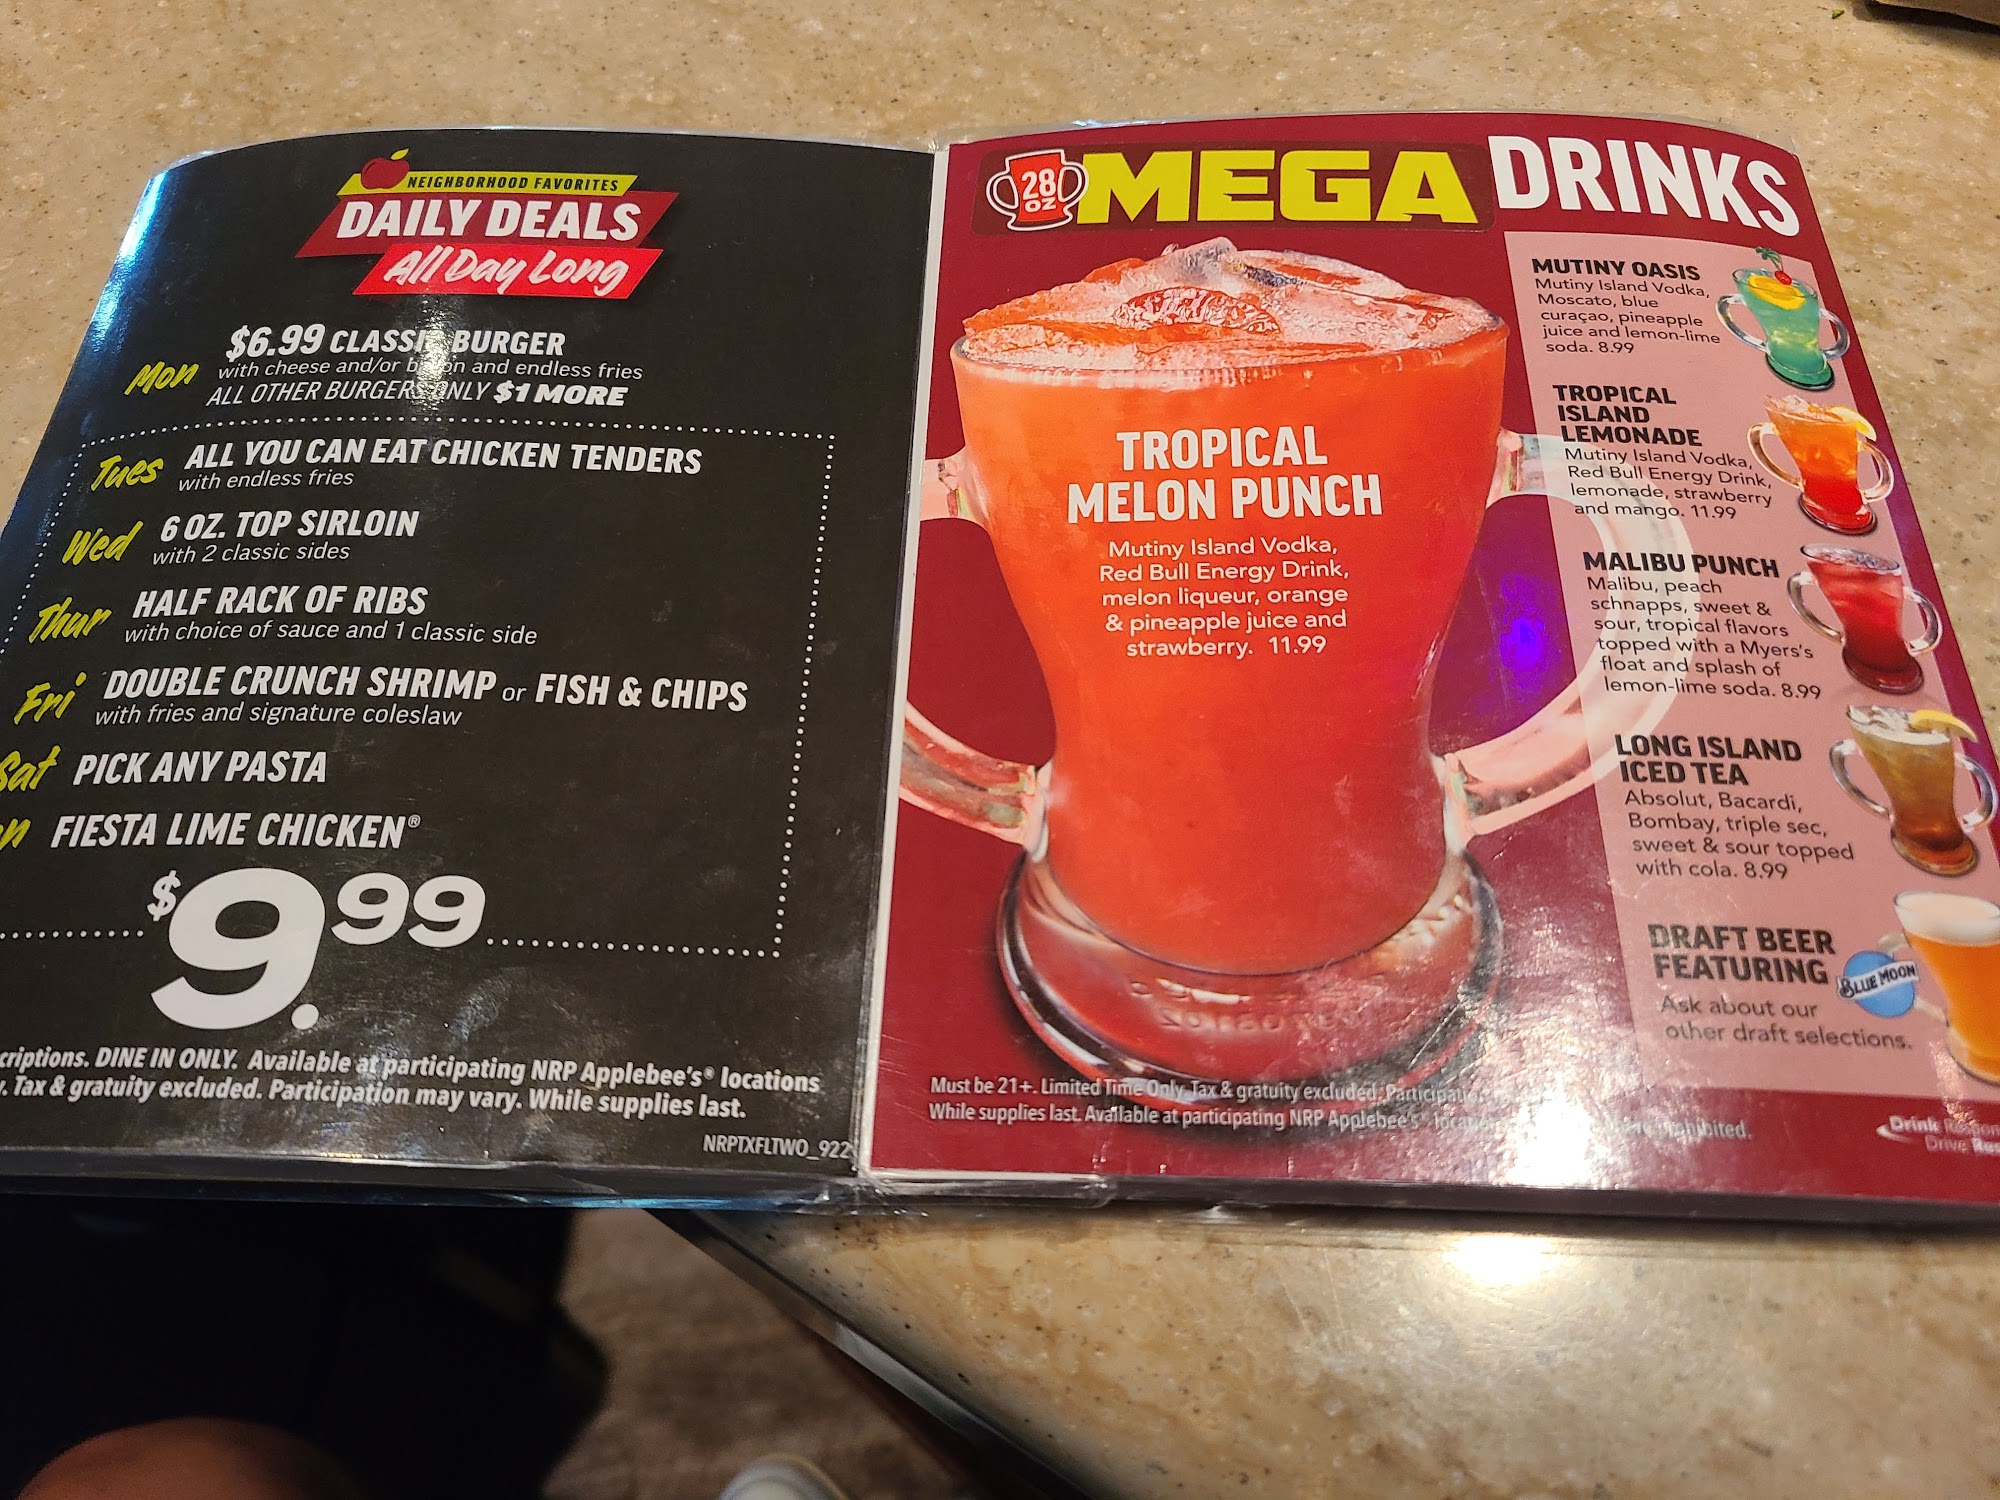 NEIGHBORHOOD FAVORITES
DAILY DEALS
All Day Long
Mon
$6.99 CLASSIC BURGER
with cheese and/or bacon and endless fries
ALL OTHER BURGERS ONLY $1 MORE
Tues
ALL YOU CAN EAT CHICKEN TENDERS
with endless fries
Wed
6 OZ. TOP SIRLOIN
with 2 classic sides
Thur
HALF RACK OF RIBS
with choice of sauce and 1 classic side
Fri
DOUBLE CRUNCH SHRIMP or FISH & CHIPS
with fries and signature coleslaw
Sat
PICK ANY PASTA
FIESTA LIME CHICKEN®
$9.99
DINE IN ONLY. Available at participating NRP Applebee's® locations
Tax & gratuity excluded. Participation may vary. While supplies last.
NRPTXFLTWO_922
28 OZ MEGA DRINKS
TROPICAL
MELON PUNCH
Mutiny Island Vodka,
Red Bull Energy Drink,
melon liqueur, orange
& pineapple juice and
strawberry. 11.99
MUTINY OASIS
Mutiny Island Vodka,
Moscato, blue
curaçao, pineapple
juice and lemon-lime
soda. 8.99
TROPICAL
ISLAND
LEMONADE
Mutiny Island Vodka,
Red Bull Energy Drink,
lemonade, strawberry
and mango. 11.99
MALIBU PUNCH
Malibu, peach
schnapps, sweet &
sour, tropical flavors
topped with a Myers's
float and splash of
lemon-lime soda. 8.99
LONG ISLAND
ICED TEA
Absolut, Bacardi,
Bombay, triple sec,
sweet & sour topped
with cola. 8.99
DRAFT BEER
FEATURING
BLUE MOON
Ask about our
other draft selections.
Must be 21+. Limited Time Only. Tax & gratuity excluded.
While supplies last. Available at participating NRP Applebee's® prohibited.
Drink
Drive